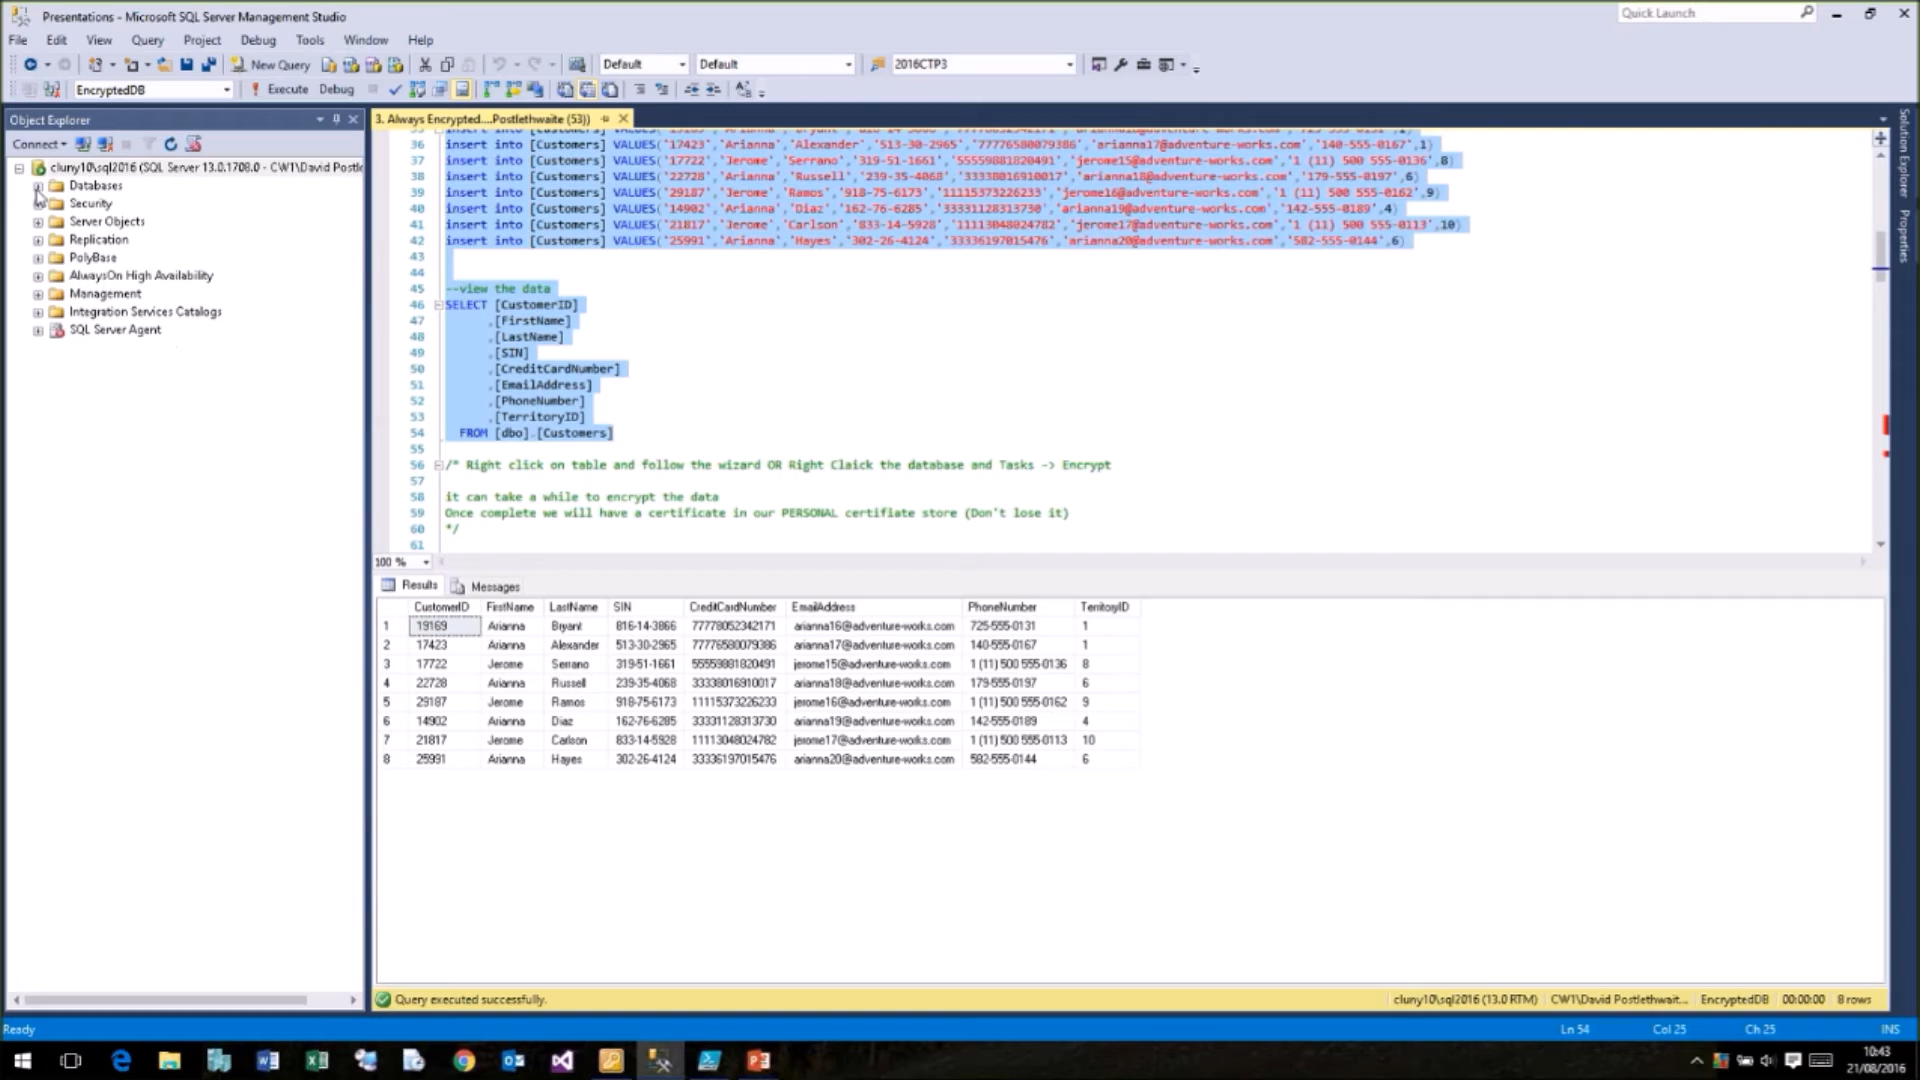 Presentations - Microsoft SQL Server Management Studio
Quick Launch
File Edit View Query Project Debug Tools Window Help
New Query Default Default 2016CTP3
EncryptedDB Execute Debug
Object Explorer
Connect
cluny10\sql2016 (SQL Server 13.0.1708.0 - CW1\David Postlethwaite
Databases
Security
Server Objects
Replication
PolyBase
AlwaysOn High Availability
Management
Integration Services Catalogs
SQL Server Agent
3. Always Encrypted....Postlethwaite (53))
36 insert into [Customers] VALUES('17423','Arianna','Alexander','513-30-2965','77776580079386','arianna17@adventure-works.com','140-555-0167',1)
37 insert into [Customers] VALUES('17722','Jerome','Serrano','319-51-1661','55559881820491','jerome15@adventure-works.com','1 (11) 500 555-0136',8)
38 insert into [Customers] VALUES('22728','Arianna','Russell','239-35-4068','33338016910017','arianna18@adventure-works.com','179-555-0197',6)
39 insert into [Customers] VALUES('29187','Jerome','Ramos','918-75-6173','11115373226233','jerome16@adventure-works.com','1 (11) 500 555-0162',9)
40 insert into [Customers] VALUES('14902','Arianna','Diaz','162-76-6285','33331128313730','arianna19@adventure-works.com','142-555-0189',4)
41 insert into [Customers] VALUES('21817','Jerome','Carlson','833-14-5928','11113048024782','jerome17@adventure-works.com','1 (11) 500 555-0113',10)
42 insert into [Customers] VALUES('25991','Arianna','Hayes','302-26-4124','33336197015476','arianna20@adventure-works.com','582-555-0144',6)
43
44
45 --view the data
46 SELECT [CustomerID]
47 ,[FirstName]
48 ,[LastName]
49 ,[SIN]
50 ,[CreditCardNumber]
51 ,[EmailAddress]
52 ,[PhoneNumber]
53 ,[TerritoryID]
54 FROM [dbo].[Customers]
55
56 /* Right click on table and follow the wizard OR Right Claick the database and Tasks -> Encrypt
57
58 it can take a while to encrypt the data
59 Once complete we will have a certificate in our PERSONAL certifiate store (Don't lose it)
60 */
61
100 %
Results Messages
CustomerID FirstName LastName SIN CreditCardNumber EmailAddress PhoneNumber TerritoryID
1 19169 Arianna Bryant 816-14-3866 77778052342171 arianna16@adventure-works.com 725-555-0131 1
2 17423 Arianna Alexander 513-30-2965 77776580079386 arianna17@adventure-works.com 140-555-0167 1
3 17722 Jerome Serrano 319-51-1661 55559881820491 jerome15@adventure-works.com 1 (11) 500 555-0136 8
4 22728 Arianna Russell 239-35-4068 33338016910017 arianna18@adventure-works.com 179-555-0197 6
5 29187 Jerome Ramos 918-75-6173 11115373226233 jerome16@adventure-works.com 1 (11) 500 555-0162 9
6 14902 Arianna Diaz 162-76-6285 33331128313730 arianna19@adventure-works.com 142-555-0189 4
7 21817 Jerome Carlson 833-14-5928 11113048024782 jerome17@adventure-works.com 1 (11) 500 555-0113 10
8 25991 Arianna Hayes 302-26-4124 33336197015476 arianna20@adventure-works.com 582-555-0144 6
Query executed successfully.
cluny10\sql2016 (13.0 RTM) CW1\David Postlethwait... EncryptedDB 00:00:00 8 rows
Ready Ln 54 Col 25 Ch 25 INS
Solution Explorer
Properties
10:43
21/08/2016